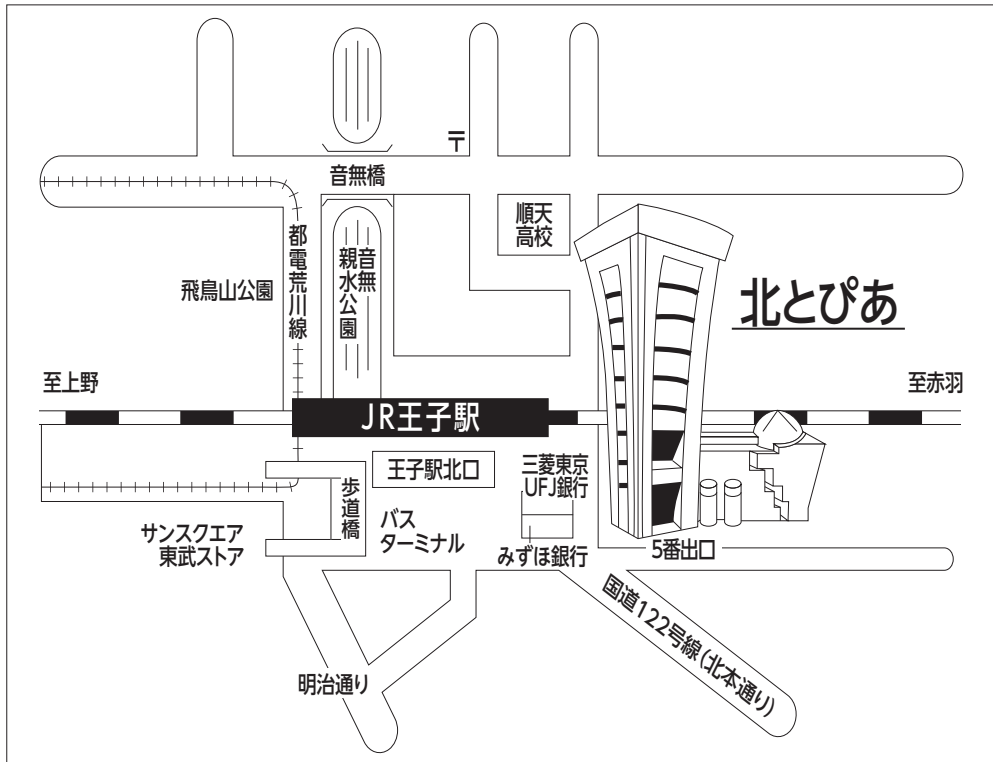 〒
音無橋
順天
高校
都電荒川線
音無
親水公園
飛鳥山公園
北とぴあ
至上野
至赤羽
JR王子駅
王子駅北口
三菱東京
UFJ銀行
歩道橋
バス
ターミナル
サンスクエア
東武ストア
みずほ銀行
5番出口
国道122号線(北本通り)
明治通り